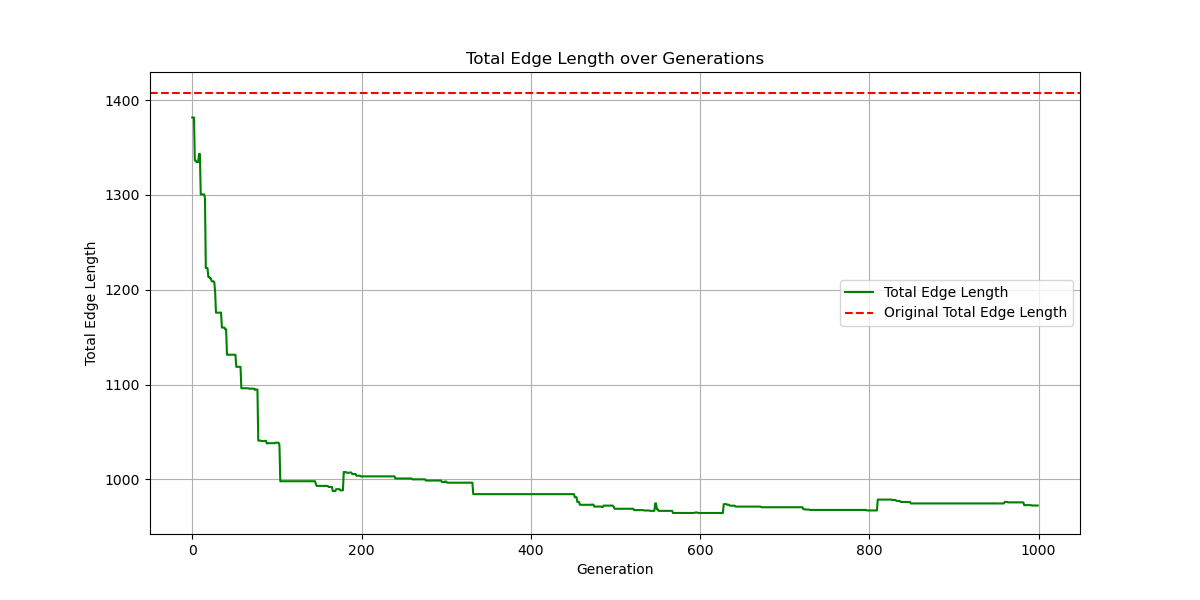 Total Edge Length over Generations
1400
1300
1200
1100
1000
Total Edge Length
Total Edge Length
Original Total Edge Length
0
200
400
600
800
1000
Generation